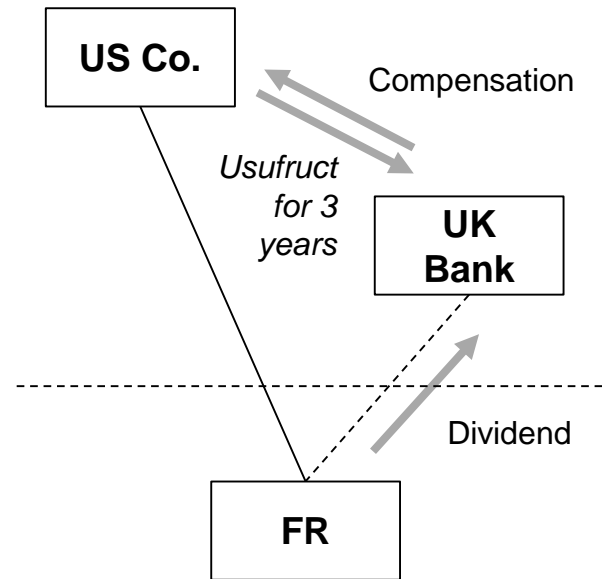 US Co.
Compensation
Usufruct
for 3
years
UK
Bank
Dividend
FR